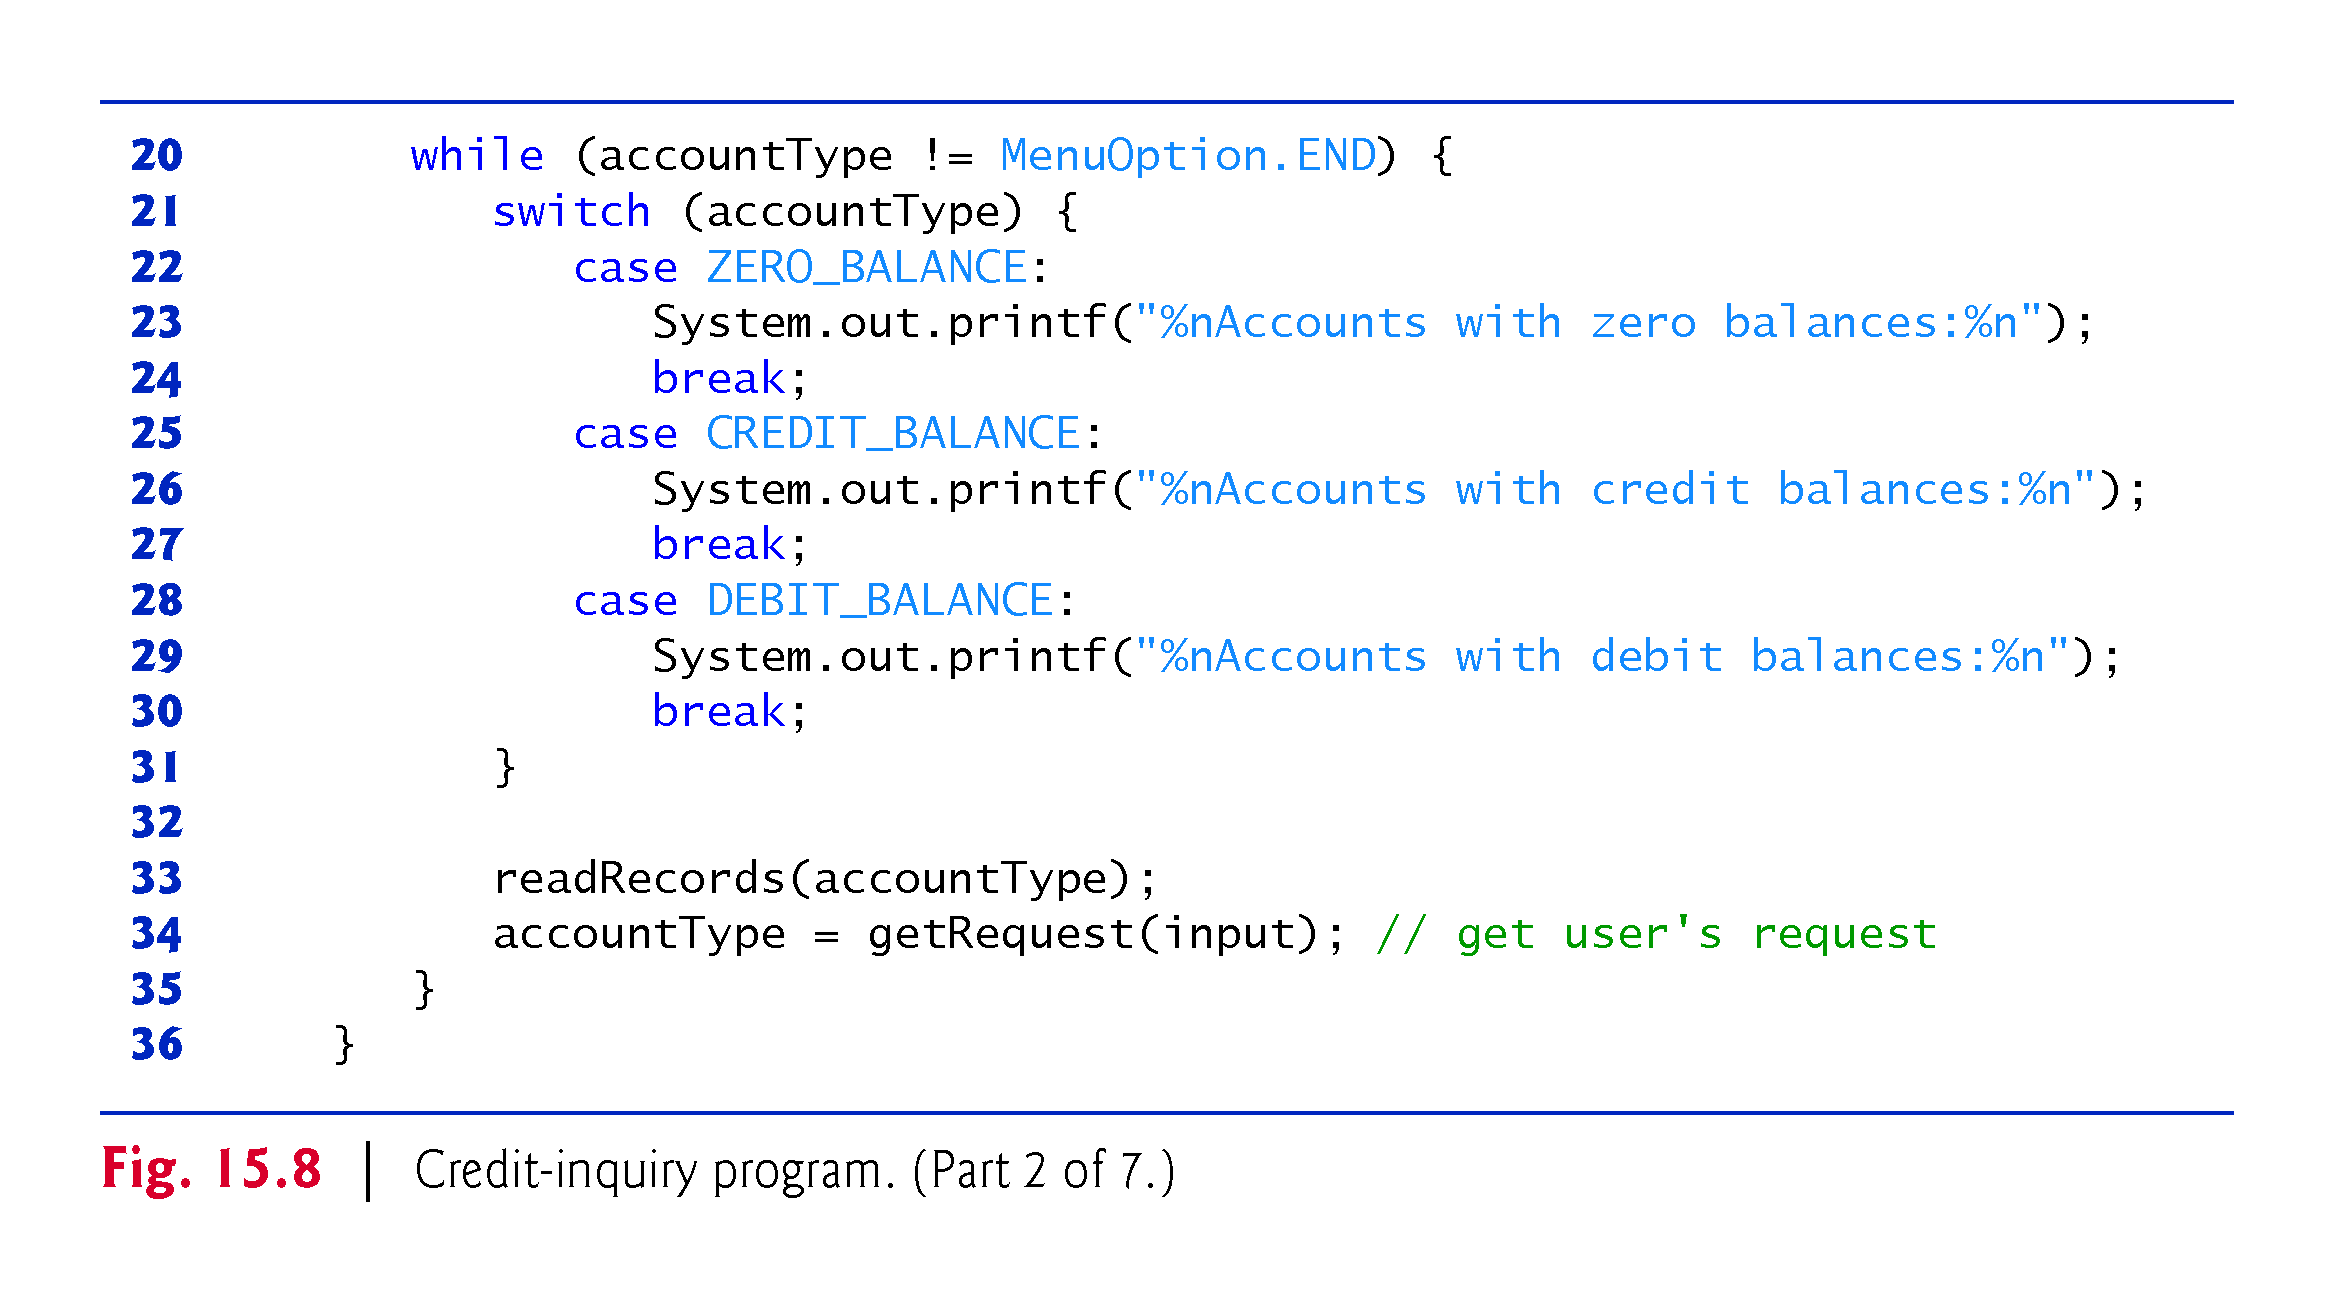 20 while (accountType != MenuOption.END) {
21 switch (accountType) {
22 case ZERO_BALANCE:
23 System.out.printf("%nAccounts with zero balances:%n");
24 break;
25 case CREDIT_BALANCE:
26 System.out.printf("%nAccounts with credit balances:%n");
27 break;
28 case DEBIT_BALANCE:
29 System.out.printf("%nAccounts with debit balances:%n");
30 break;
31 }
32
33 readRecords(accountType);
34 accountType = getRequest(input); // get user's request
35 }
36 }
Fig. 15.8 | Credit-inquiry program. (Part 2 of 7.)